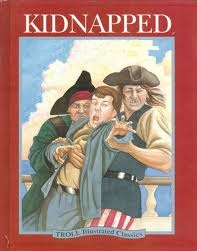 KIDNAPPED
TROLL Illustrated Classics